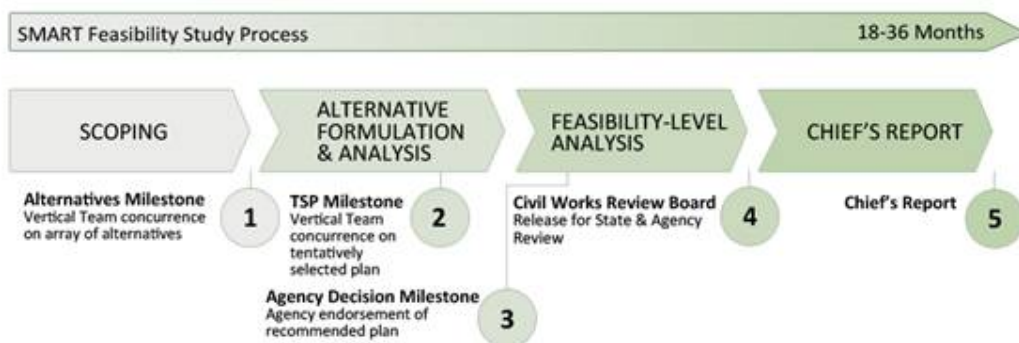 SMART Feasibility Study Process
18-36 Months
SCOPING
ALTERNATIVE
FORMULATION
& ANALYSIS
FEASIBILITY-LEVEL
ANALYSIS
CHIEF'S REPORT
Alternatives Milestone
Vertical Team concurrence
on array of alternatives
1
TSP Milestone
Vertical Team
concurrence on
tentatively
selected plan
2
Agency Decision Milestone
Agency endorsement of
recommended plan
3
Civil Works Review Board
Release for State & Agency
Review
4
Chief's Report
5